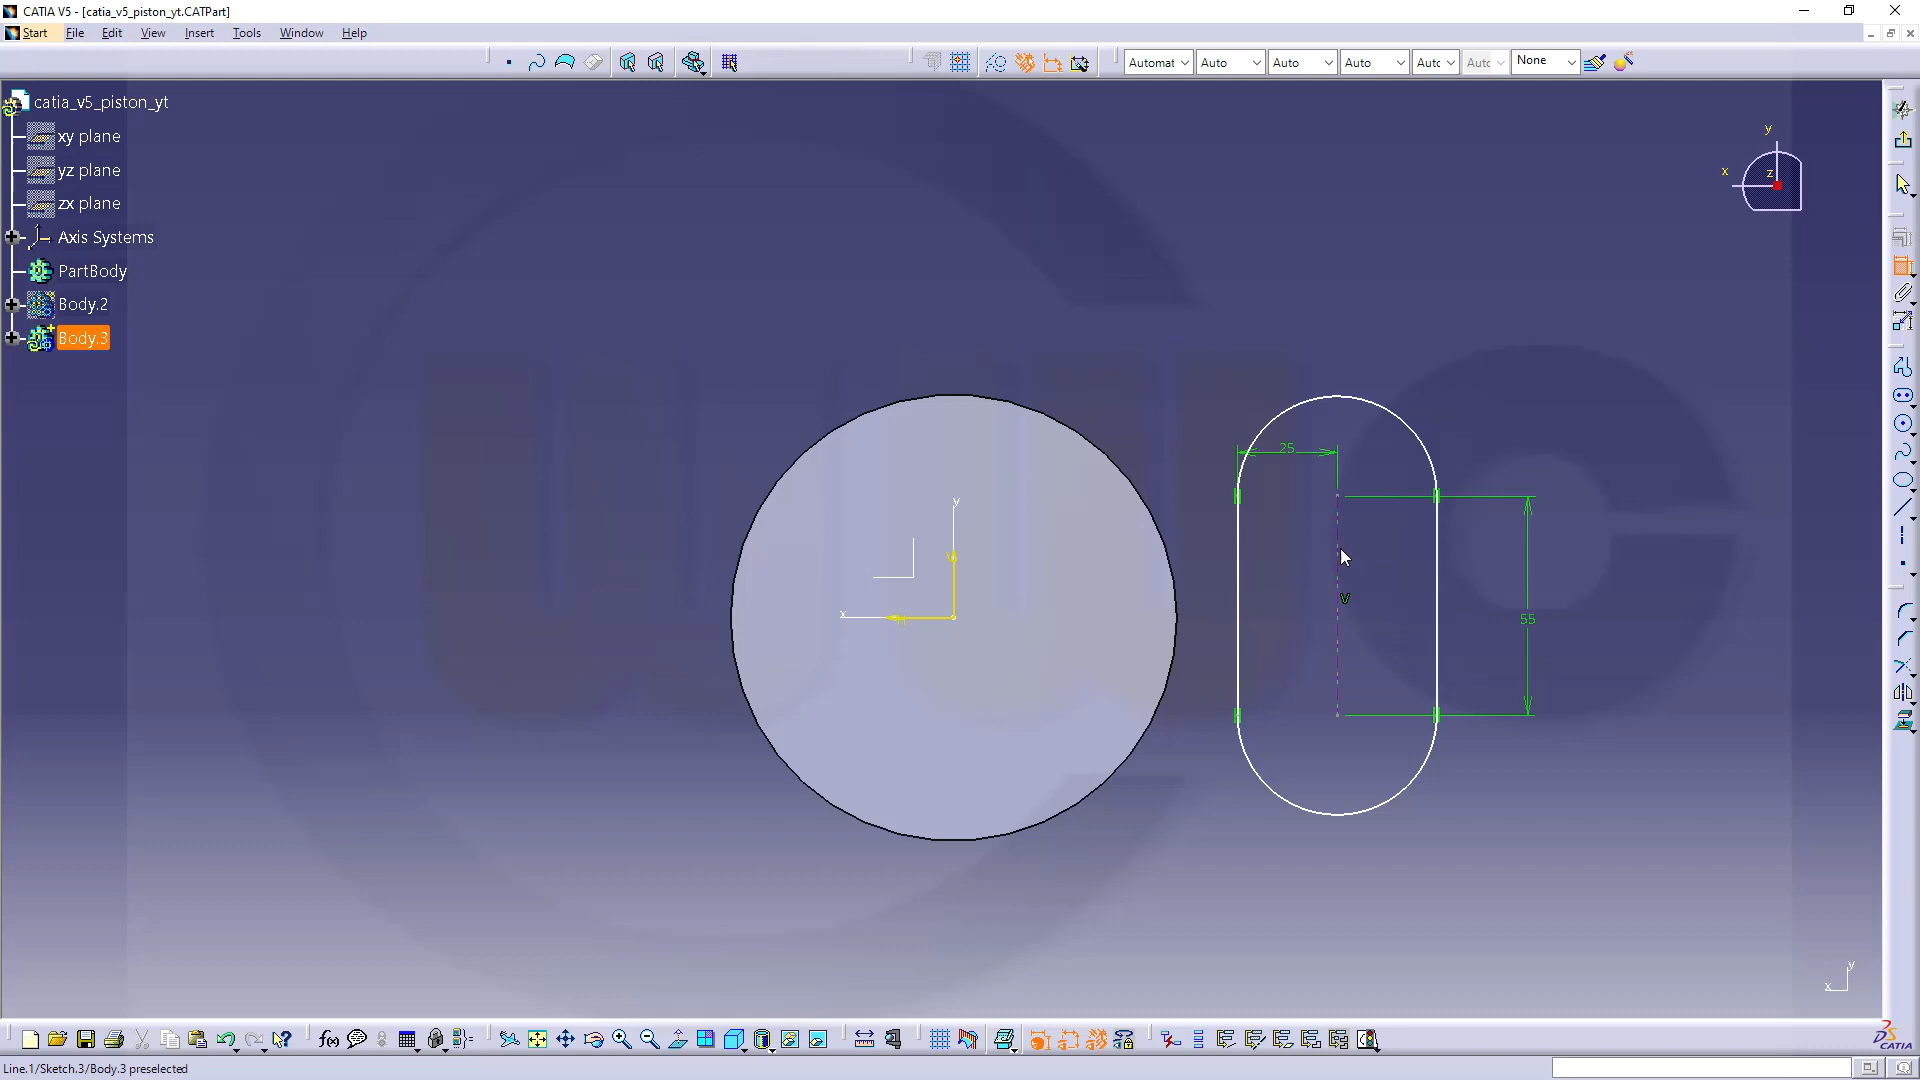 CATIA V5 - [catia_v5_piston_yt.CATPart]
Start File Edit View Insert Tools Window Help
Automat Auto Auto Auto Auto Auto None
catia_v5_piston_yt
xy plane
yz plane
zx plane
Axis Systems
PartBody
Body.2
Body.3
y
x z
25
y
V
x H
V
55
y
x
CATIA
Line.1/Sketch.3/Body.3 preselected